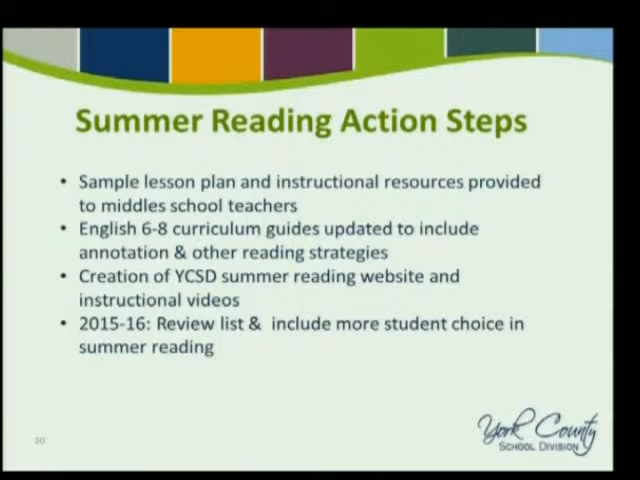 Summer Reading Action Steps
• Sample lesson plan and instructional resources provided
to middles school teachers
• English 6-8 curriculum guides updated to include
annotation & other reading strategies
• Creation of YCSD summer reading website and
instructional videos
• 2015-16: Review list & include more student choice in
summer reading
10
York County
SCHOOL DIVISION